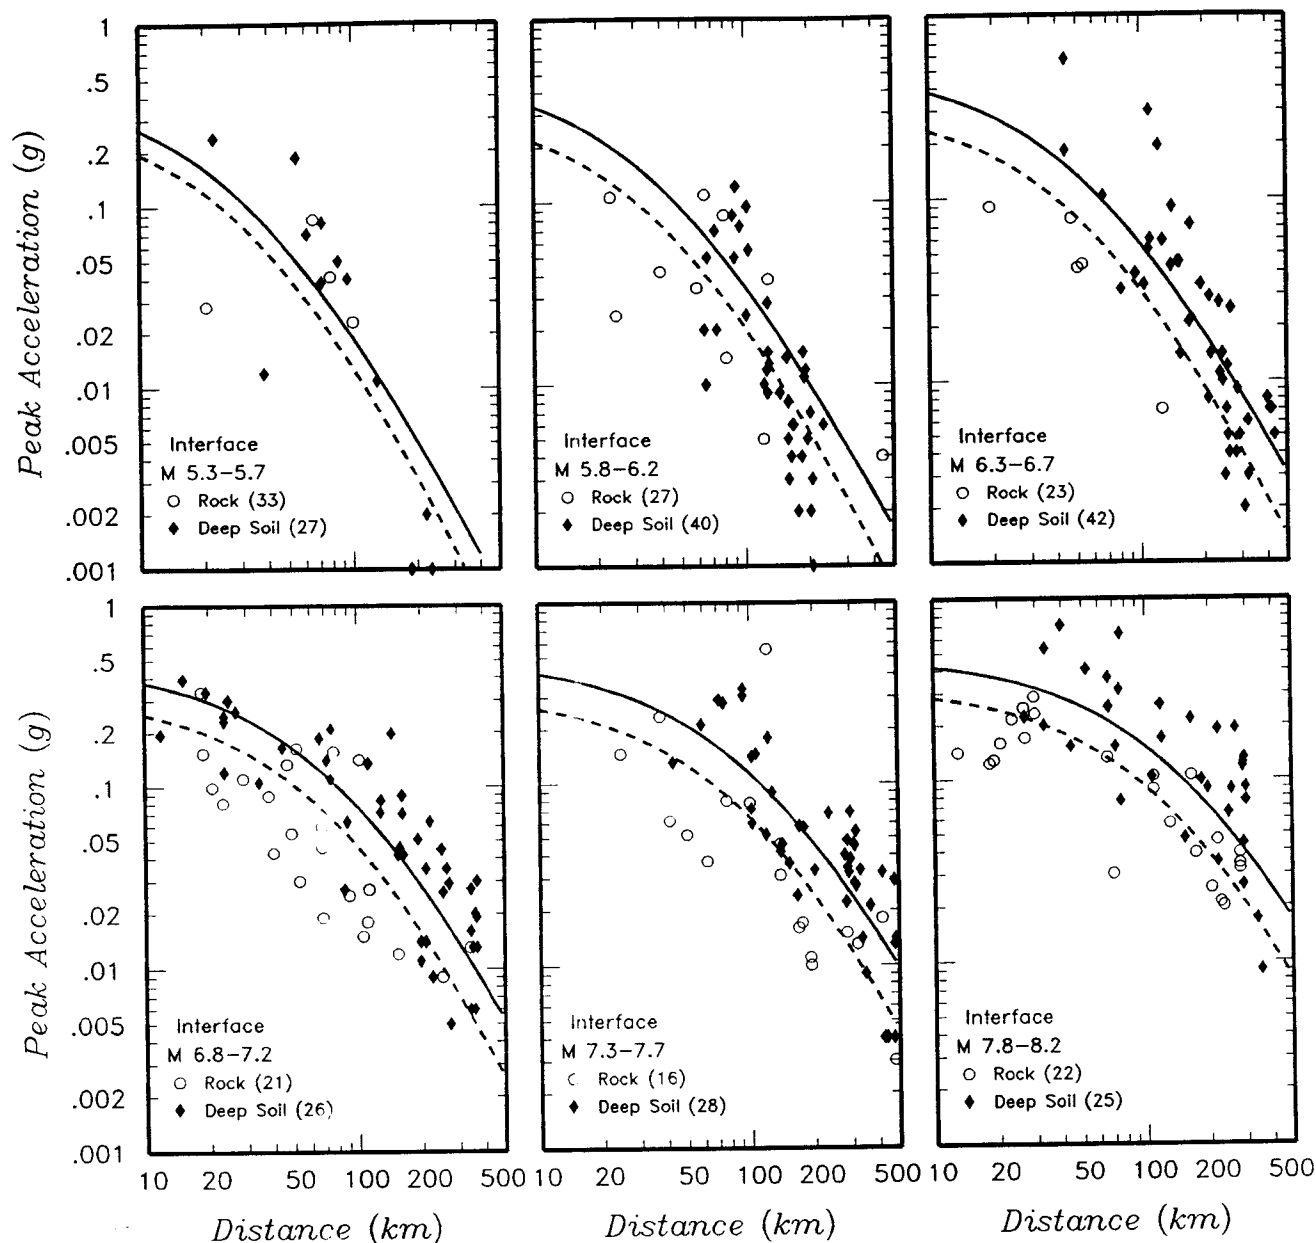 1
.5
.2
.1
.05
.02
.01
.005
.002
.001
Peak Acceleration (g)
Interface
M 5.3–5.7
Rock (33)
Deep Soil (27)
Interface
M 5.8–6.2
Rock (27)
Deep Soil (40)
Interface
M 6.3–6.7
Rock (23)
Deep Soil (42)
1
.5
.2
.1
.05
.02
.01
.005
.002
.001
Peak Acceleration (g)
Interface
M 6.8–7.2
Rock (21)
Deep Soil (26)
Interface
M 7.3–7.7
Rock (16)
Deep Soil (28)
Interface
M 7.8–8.2
Rock (22)
Deep Soil (25)
10 20 50 100 200 500
10 20 50 100 200 500
10 20 50 100 200 500
Distance (km)
Distance (km)
Distance (km)